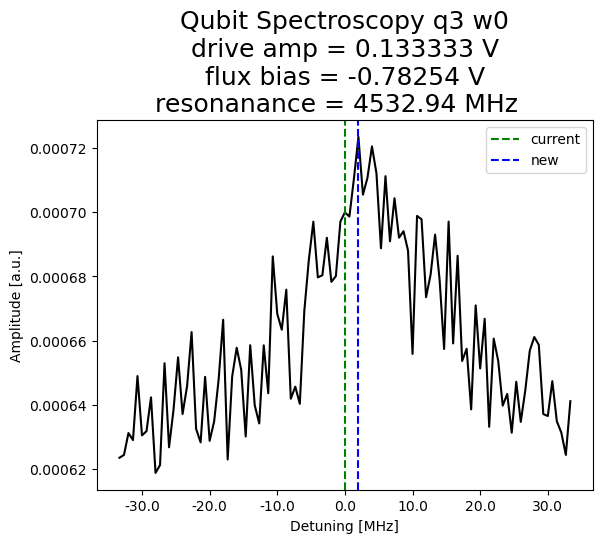 Qubit Spectroscopy q3 w0
drive amp = 0.133333 V
flux bias = -0.78254 V
resonanance = 4532.94 MHz
current
new
0.00072
0.00070
0.00068
0.00066
0.00064
0.00062
Amplitude [a.u.]
-30.0 -20.0 -10.0 0.0 10.0 20.0 30.0
Detuning [MHz]